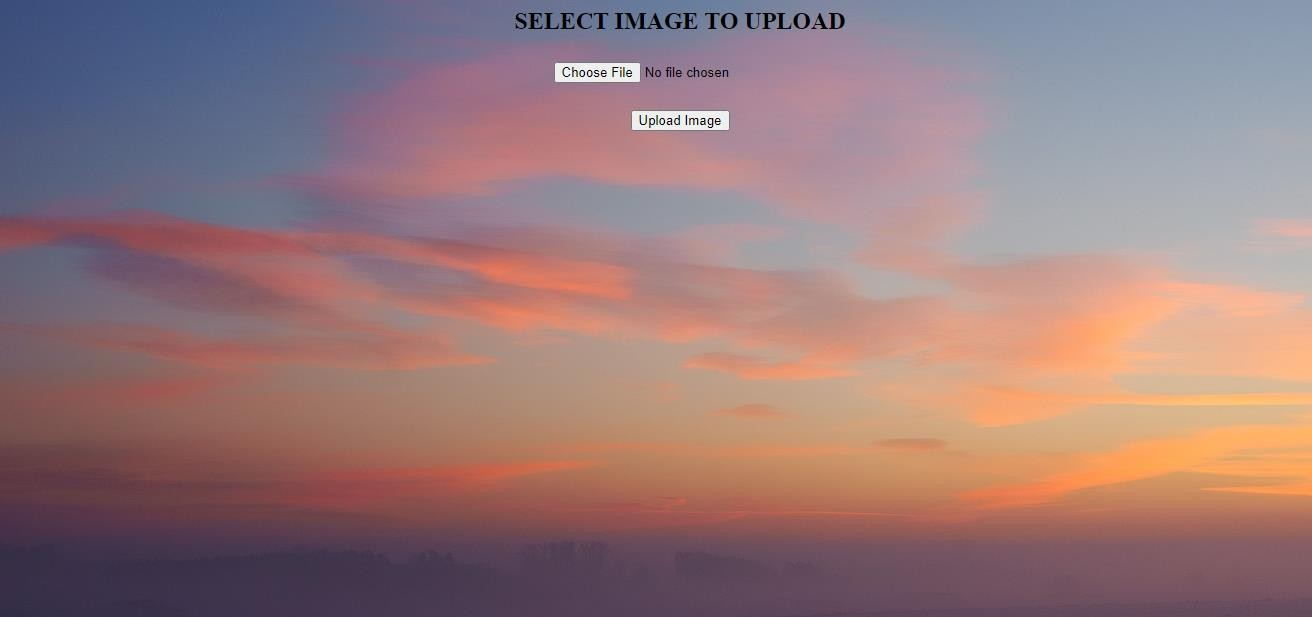 SELECT IMAGE TO UPLOAD
Choose File No file chosen
Upload Image